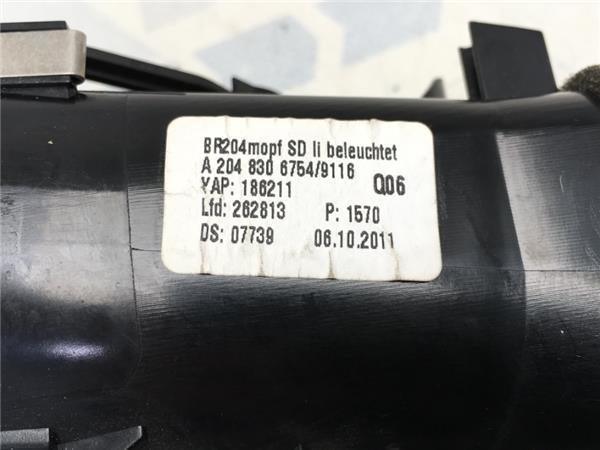 BR204mopf SD li beleuchtet
A 204 830 6754/9116
YAP: 186211 Q06
Lfd: 262813 P: 1570
DS: 07739 06.10.2011